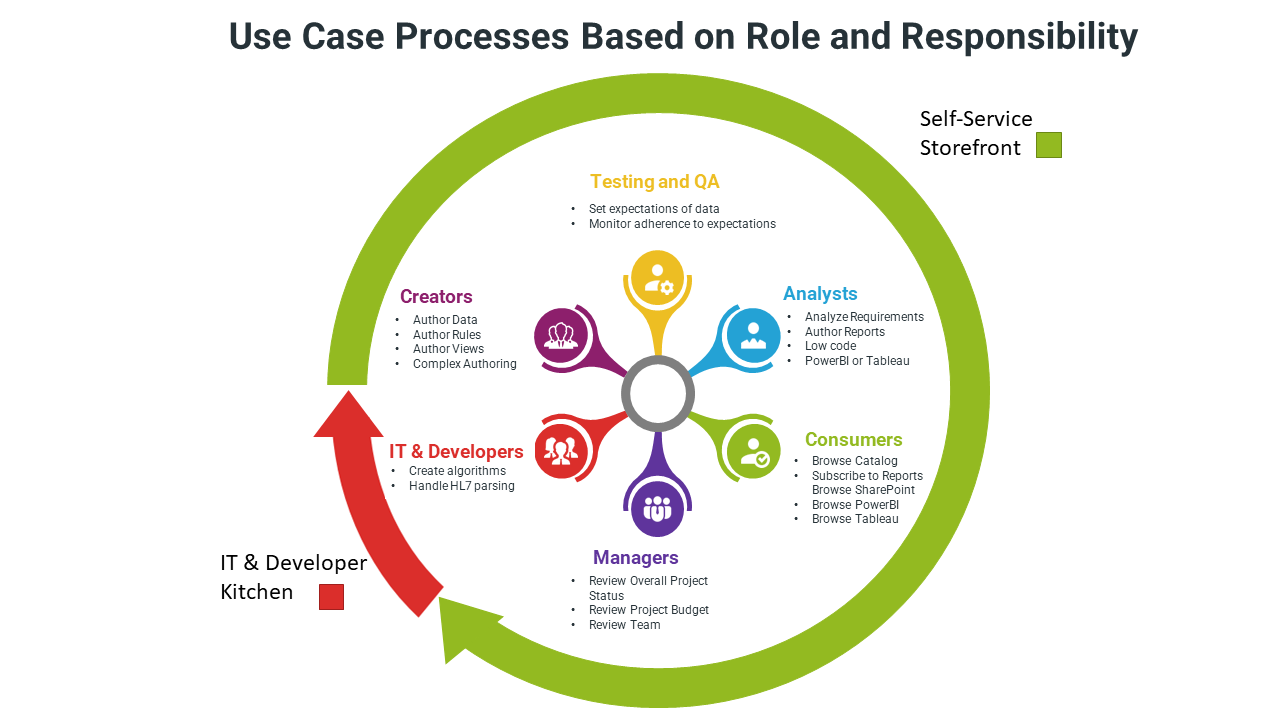 Use Case Processes Based on Role and Responsibility
Self-Service
Storefront
Testing and QA
• Set expectations of data
• Monitor adherence to expectations
Creators
• Author Data
• Author Rules
• Author Views
• Complex Authoring
Analysts
• Analyze Requirements
• Author Reports
• Low code
• PowerBI or Tableau
IT & Developers
• Create algorithms
• Handle HL7 parsing
Consumers
• Browse Catalog
• Subscribe to Reports
Browse SharePoint
• Browse PowerBI
• Browse Tableau
Managers
• Review Overall Project
Status
• Review Project Budget
• Review Team
IT & Developer
Kitchen